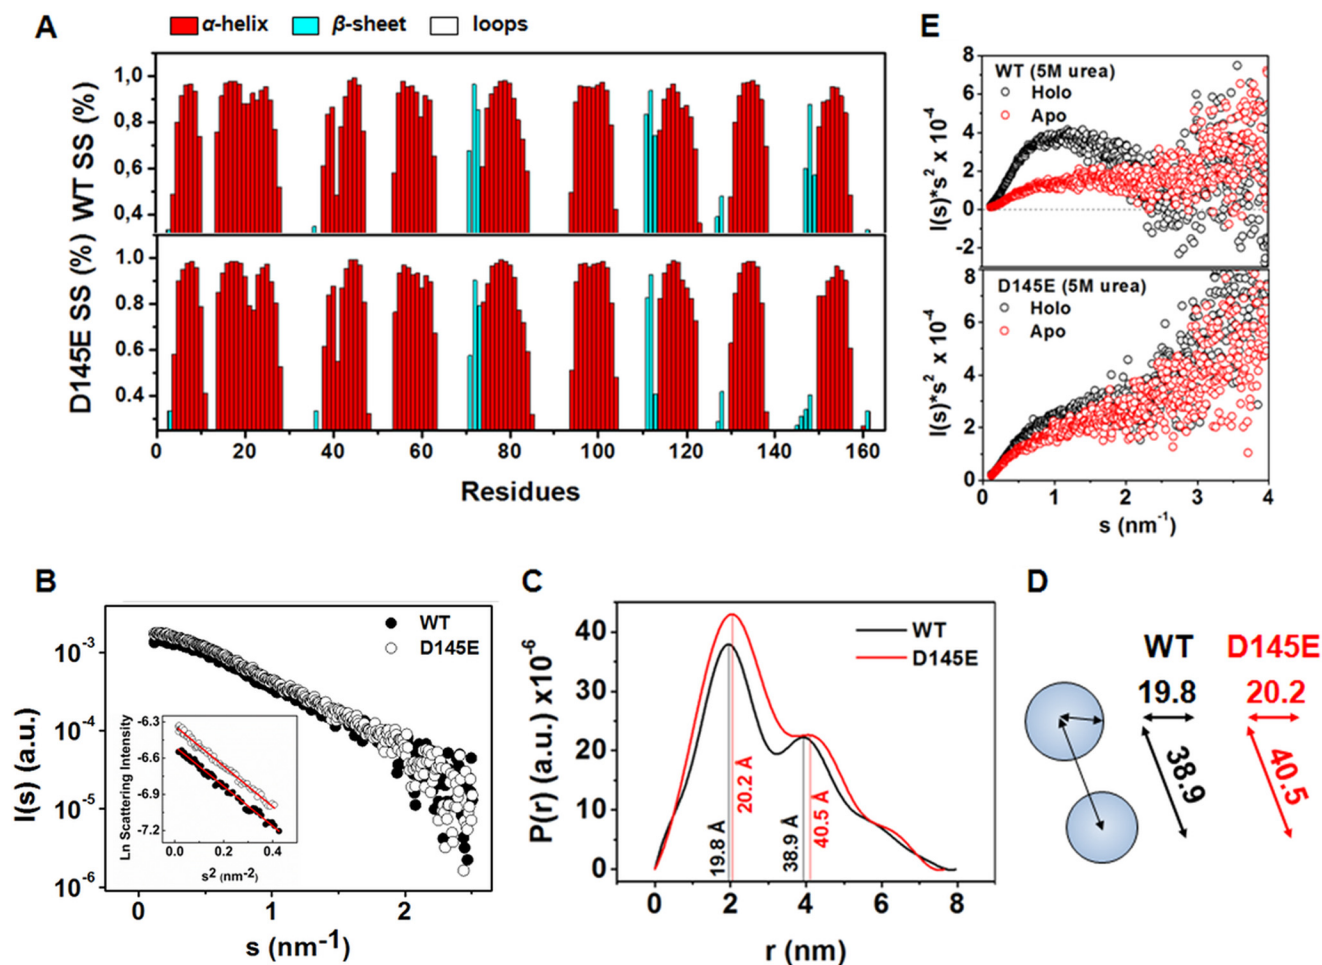 A
α-helix β-sheet loops
WT SS (%)
1,0
0,8
0,6
0,4
D145E SS (%)
1,0
0,8
0,6
0,4
0 20 40 60 80 100 120 140 160
Residues
E
WT (5M urea)
Holo
Apo
I(s)*s² x 10⁻⁴
8
6
4
2
0
-2
D145E (5M urea)
Holo
Apo
I(s)*s² x 10⁻⁴
8
6
4
2
0
0 1 2 3 4
s (nm⁻¹)
B
WT
D145E
I(s) (a.u.)
10⁻³
10⁻⁴
10⁻⁵
10⁻⁶
0 1 2
s (nm⁻¹)
Ln Scattering Intensity
-6.3
-6.6
-6.9
-7.2
0.0 0.2 0.4
s² (nm⁻²)
C
WT
D145E
P(r) (a.u.) x10⁻⁶
40
30
20
10
0
19.8 Å
20.2 Å
38.9 Å
40.5 Å
0 2 4 6 8
r (nm)
D
WT D145E
19.8 20.2
38.9 40.5